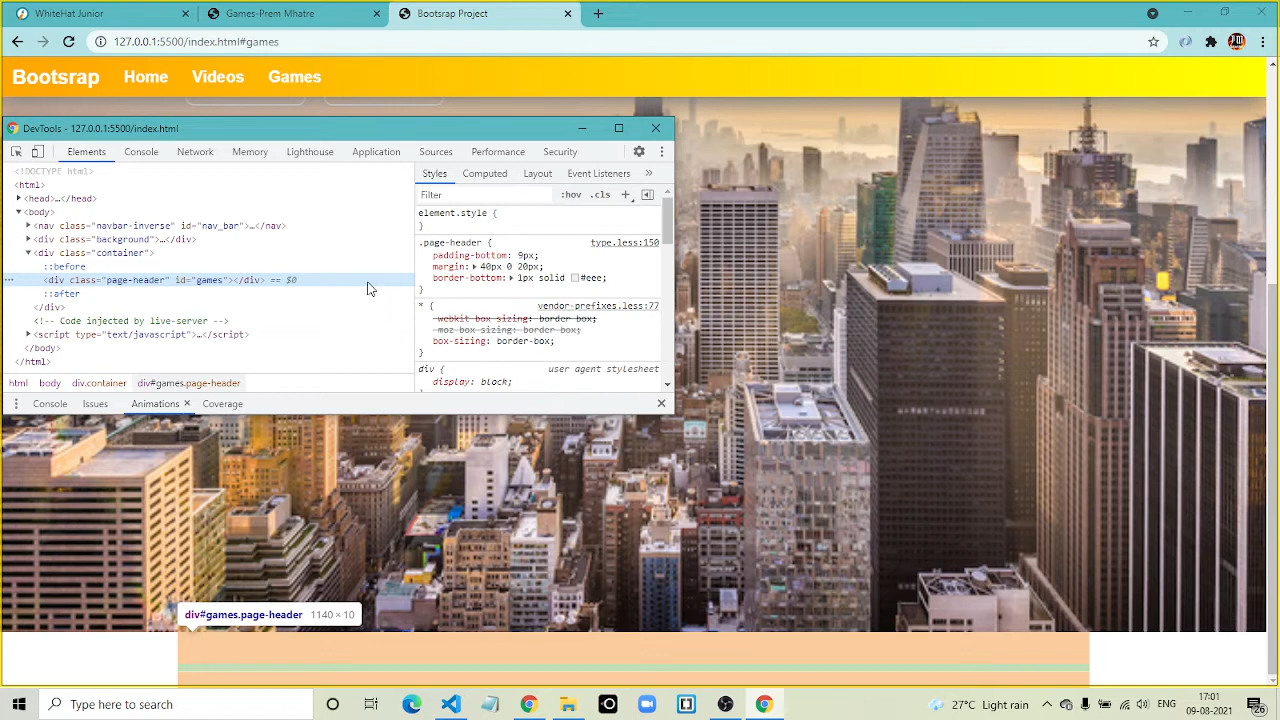 WhiteHat Junior
Games-Prem Mhatre
Bootsrap Project
127.0.0.1:5500/index.html#games
Bootsrap Home Videos Games
DevTools - 127.0.0.1:5500/index.html
Elements Console Network Memory Lighthouse Application Sources Performance Security
<!DOCTYPE html>
<html>
<head>…</head>
<body>
<nav class="navbar-inverse" id="nav_bar">…</nav>
<div class="background">…</div>
<div class="container">
::before
<div class="page-header" id="games"></div> == $0
::after
</div>
<!-- Code injected by live-server -->
<script type="text/javascript">…</script>
</body>
</html>
html body div.container div#games.page-header
Styles Computed Layout Event Listeners »
Filter :hov .cls +
element.style {
}
.page-header { type.less:150
padding-bottom: 9px;
margin: 40px 0 20px;
border-bottom: 1px solid #eee;
}
* { vendor-prefixes.less:77
-webkit-box-sizing: border-box;
-moz-box-sizing: border-box;
box-sizing: border-box;
}
div { user agent stylesheet
display: block;
Console Issues Animations Coverage
div#games.page-header 1140 × 10
Type here to search
27°C Light rain
ENG
17:01
09-08-2021
26